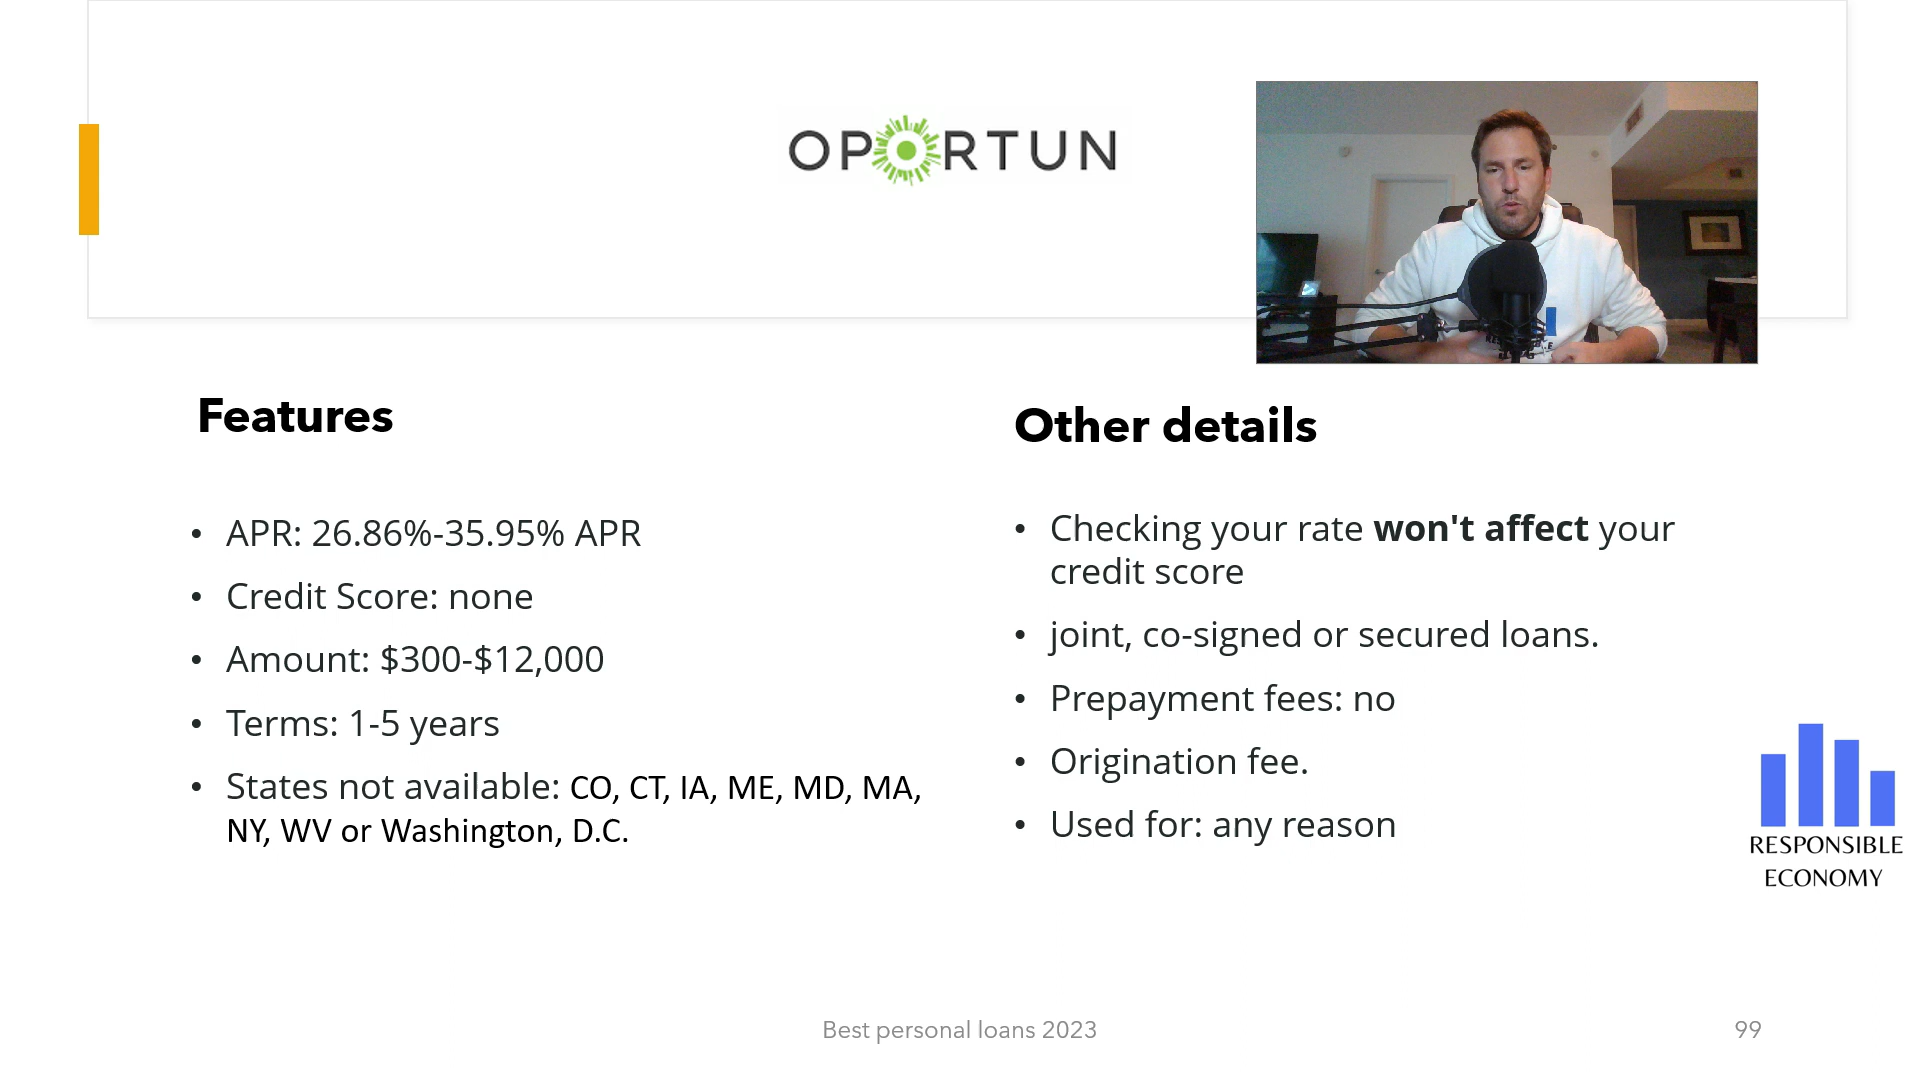 OPORTUN
Features
• APR: 26.86%-35.95% APR
• Credit Score: none
• Amount: $300-$12,000
• Terms: 1-5 years
• States not available: CO, CT, IA, ME, MD, MA,
NY, WV or Washington, D.C.
Other details
• Checking your rate won't affect your
credit score
• joint, co-signed or secured loans.
• Prepayment fees: no
• Origination fee.
• Used for: any reason
RESPONSIBLE
ECONOMY
Best personal loans 2023
99